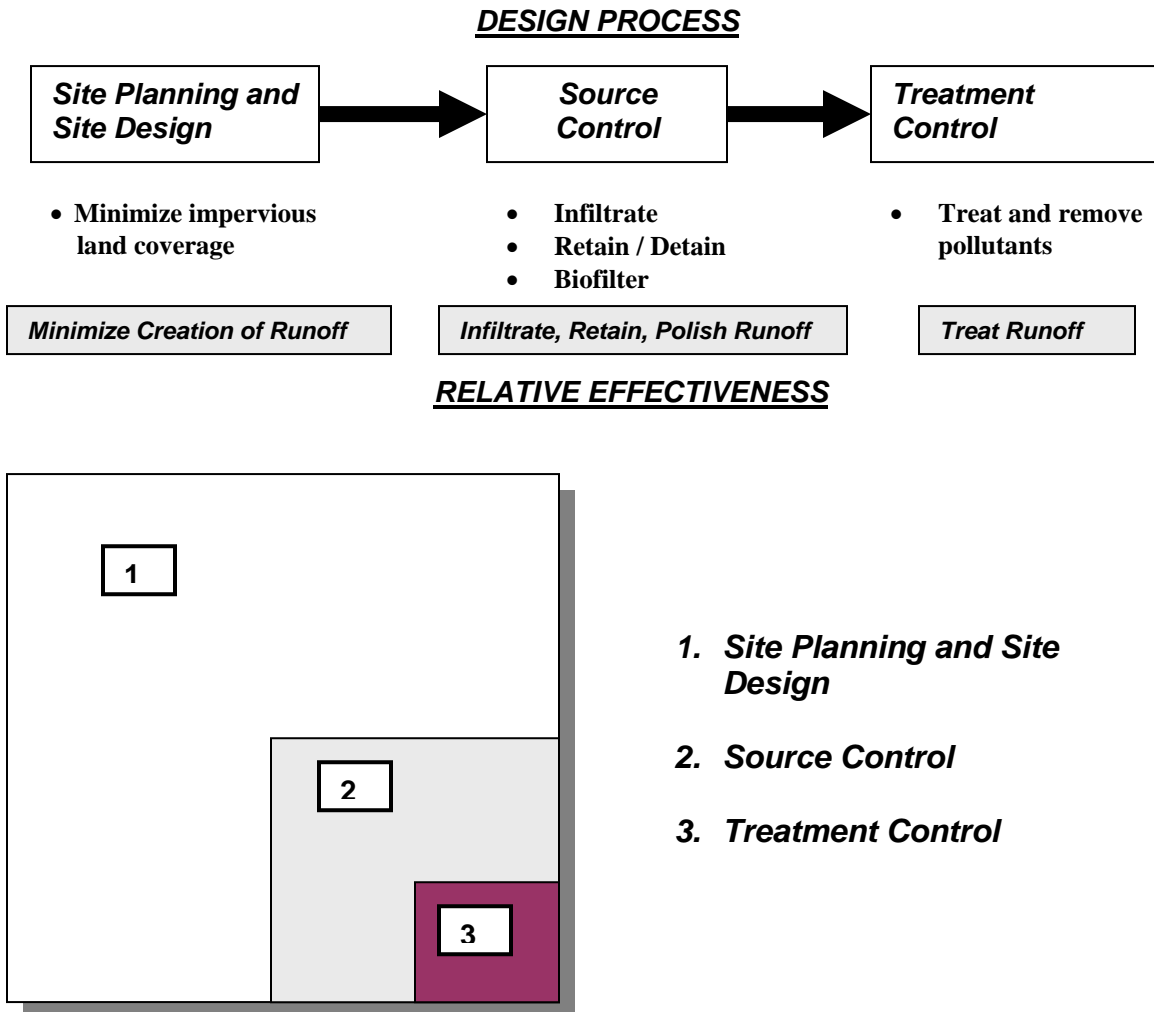 DESIGN PROCESS
Site Planning and
Site Design
Source
Control
Treatment
Control
• Minimize impervious
land coverage
• Infiltrate
• Retain / Detain
• Biofilter
• Treat and remove
pollutants
Minimize Creation of Runoff
Infiltrate, Retain, Polish Runoff
Treat Runoff
RELATIVE EFFECTIVENESS
1
2
3
1. Site Planning and Site
Design
2. Source Control
3. Treatment Control